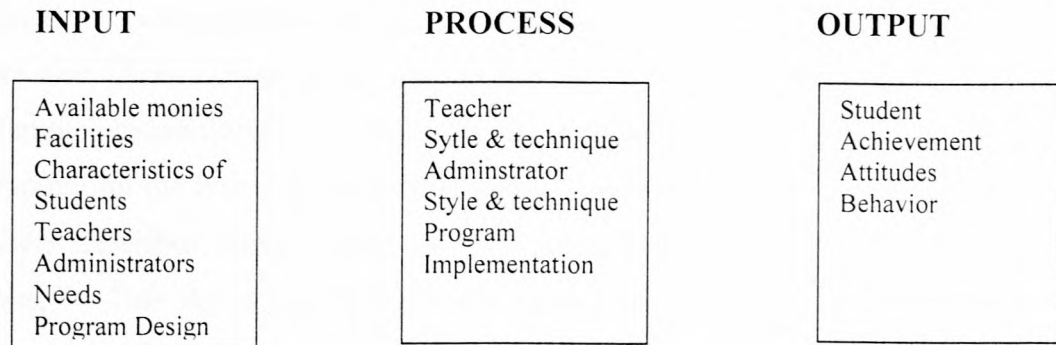 INPUT
Available monies
Facilities
Characteristics of
Students
Teachers
Administrators
Needs
Program Design
PROCESS
Teacher
Sytle & technique
Adminstrator
Style & technique
Program
Implementation
OUTPUT
Student
Achievement
Attitudes
Behavior